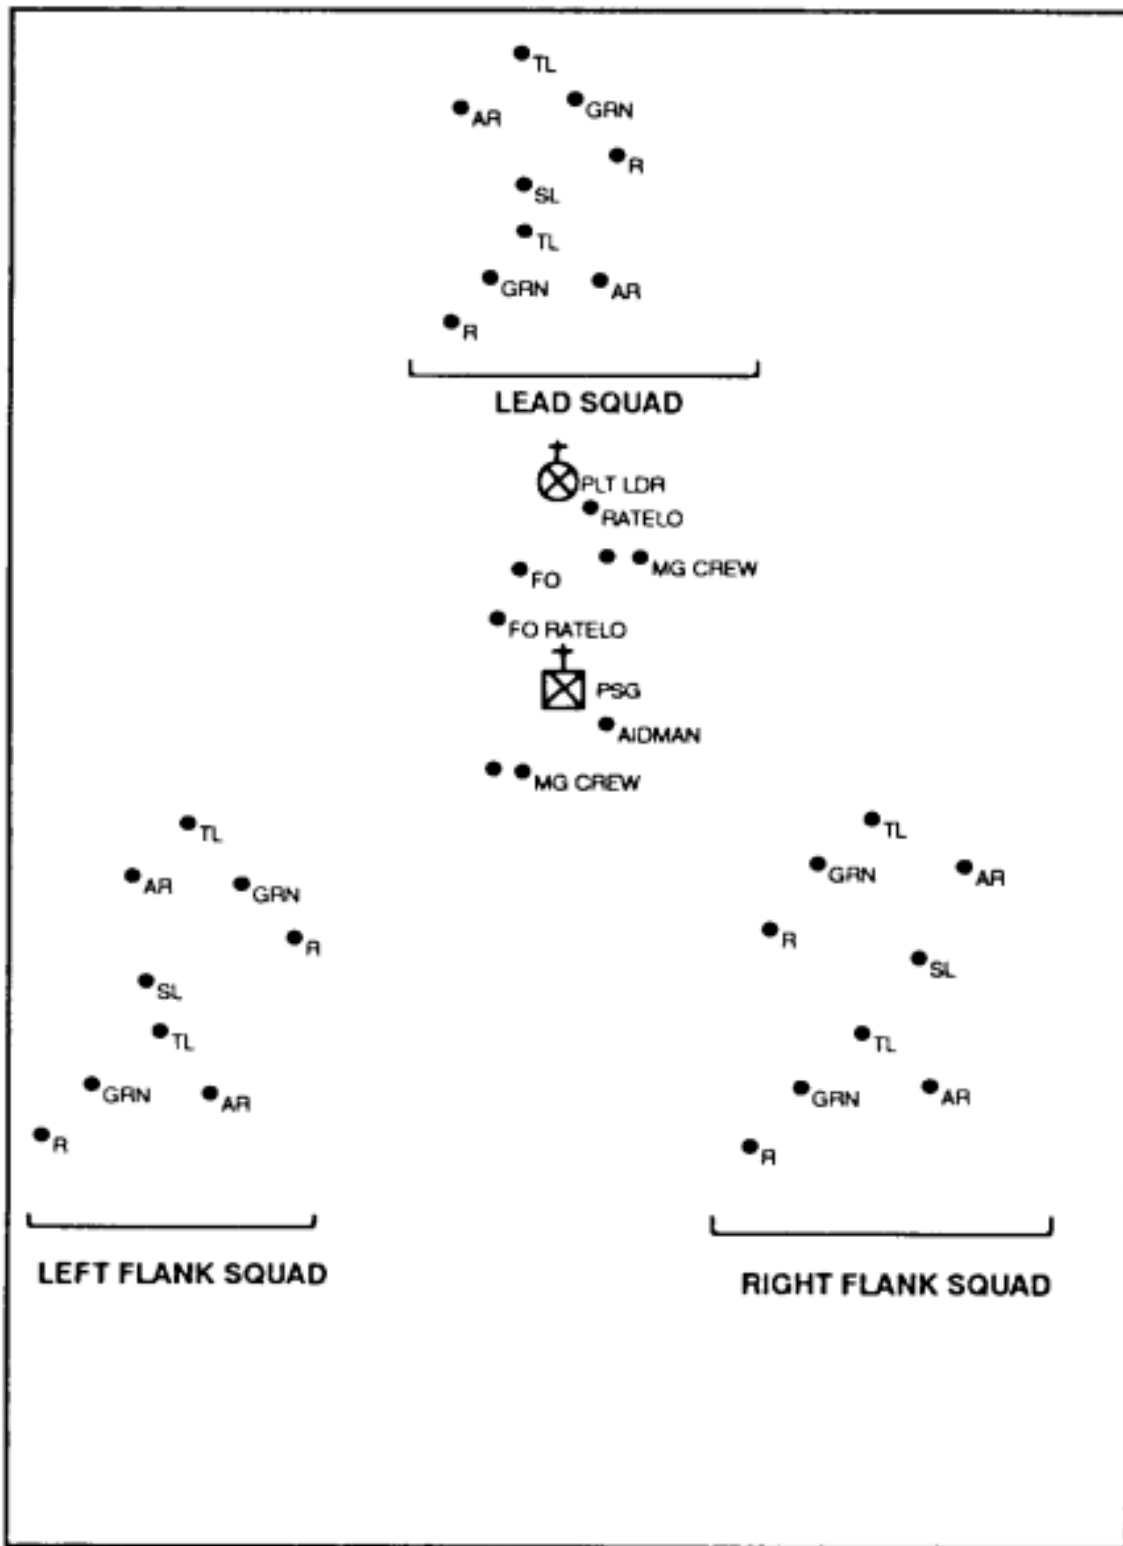 TL
AR
GRN
R
SL
TL
GRN
AR
R
LEAD SQUAD
PLT LDR
RATELO
MG CREW
FO
FO RATELO
PSG
AIDMAN
MG CREW
TL
AR
GRN
R
SL
TL
GRN
AR
R
LEFT FLANK SQUAD
TL
GRN
AR
R
SL
TL
GRN
AR
R
RIGHT FLANK SQUAD